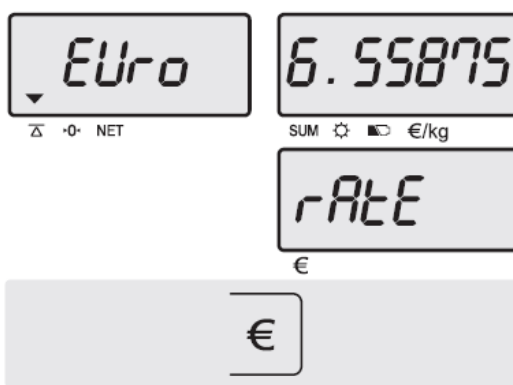 EUro 6.55875
→0← NET SUM €/kg
rAtE
€
€